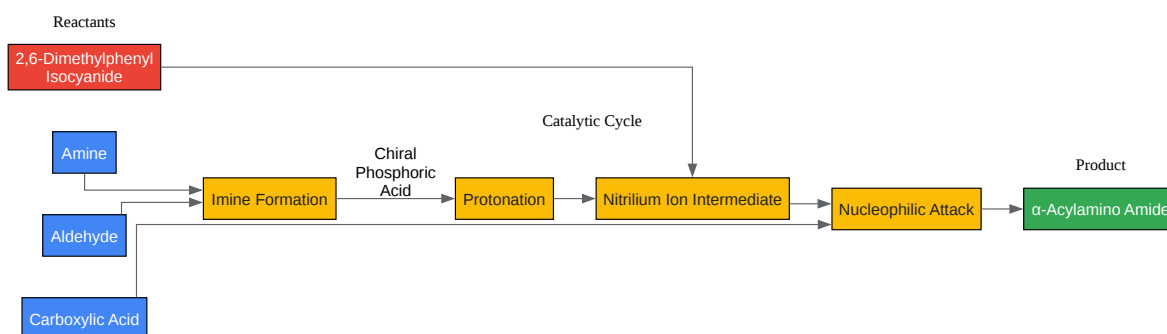 Reactants
2,6-Dimethylphenyl
Isocyanide
Catalytic Cycle
Amine
Chiral
Phosphoric
Acid
Product
Imine Formation
Protonation
Nitrilium Ion Intermediate
Nucleophilic Attack
α-Acylamino Amide
Aldehyde
Carboxylic Acid